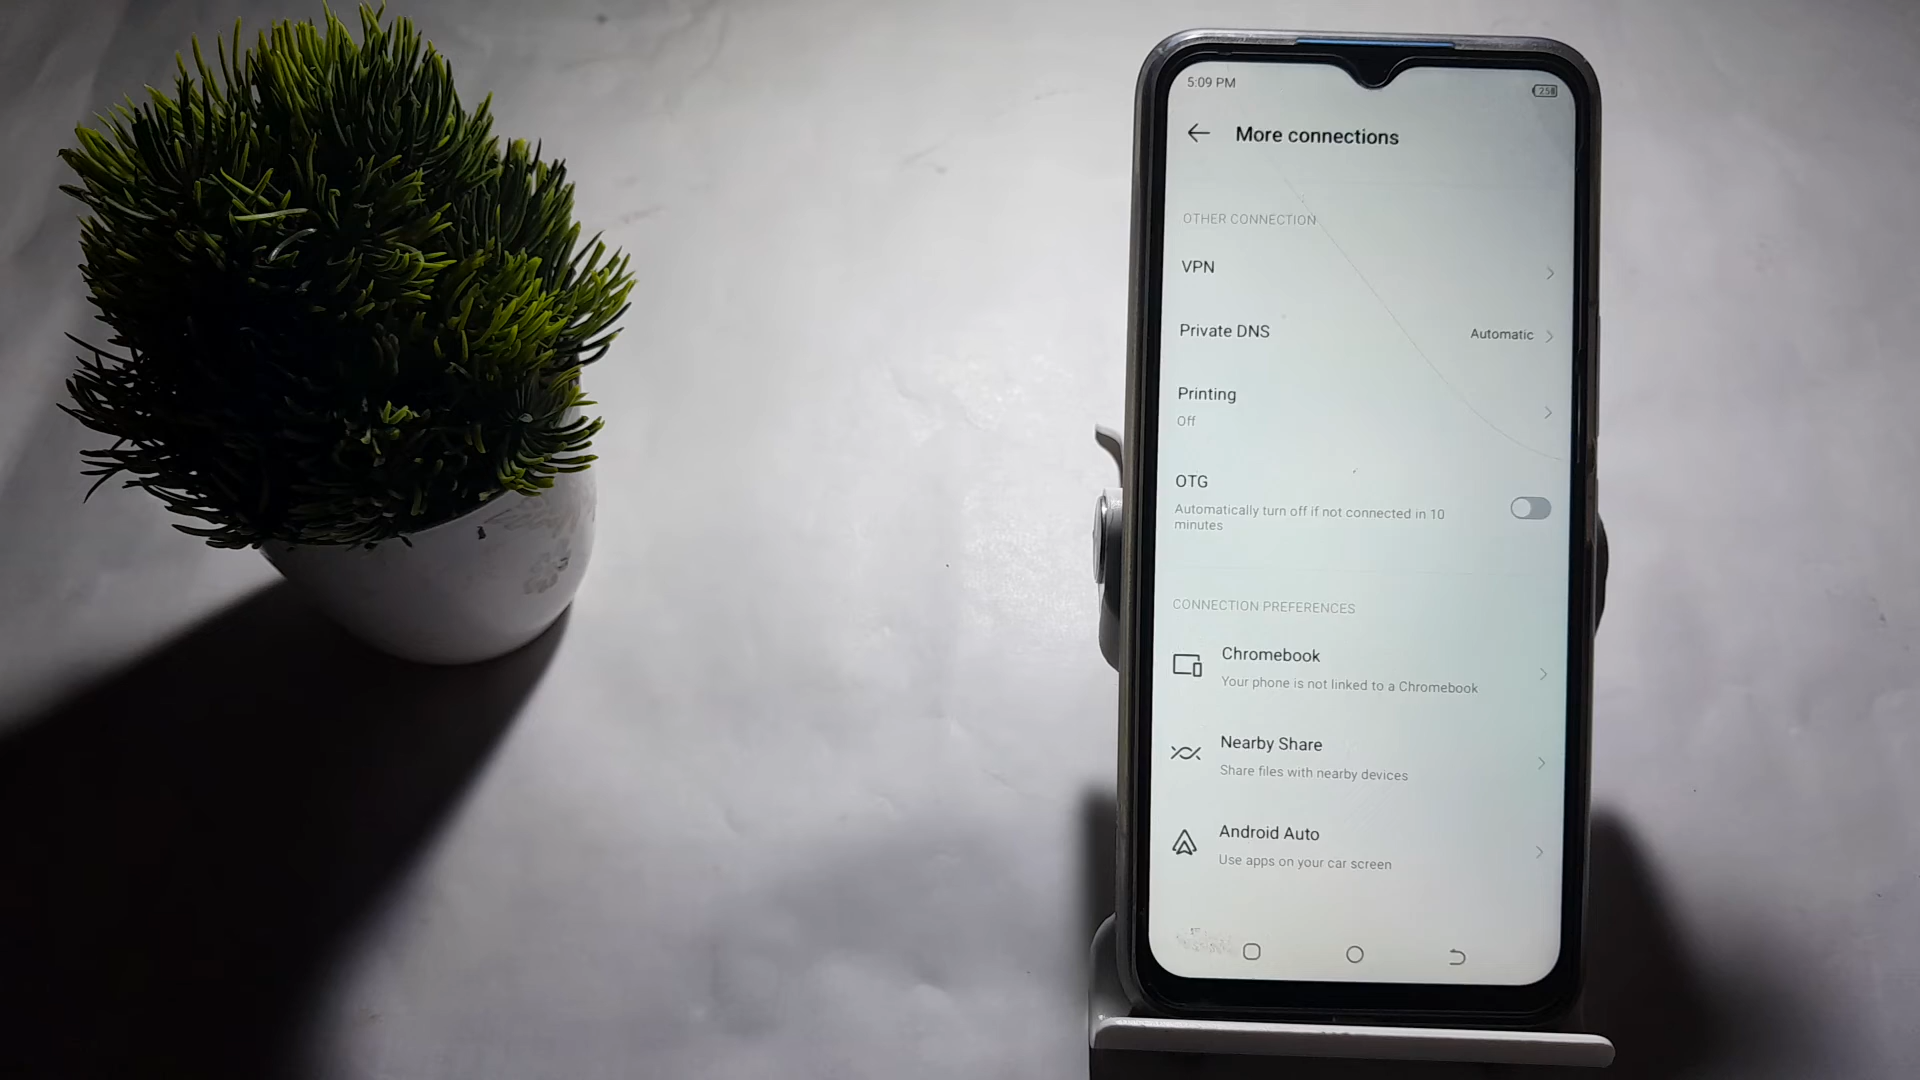 5:09 PM
More connections
OTHER CONNECTION
VPN
Private DNS
Automatic
Printing
Off
OTG
Automatically turn off if not connected in 10
minutes
CONNECTION PREFERENCES
Chromebook
Your phone is not linked to a Chromebook
Nearby Share
Share files with nearby devices
Android Auto
Use apps on your car screen